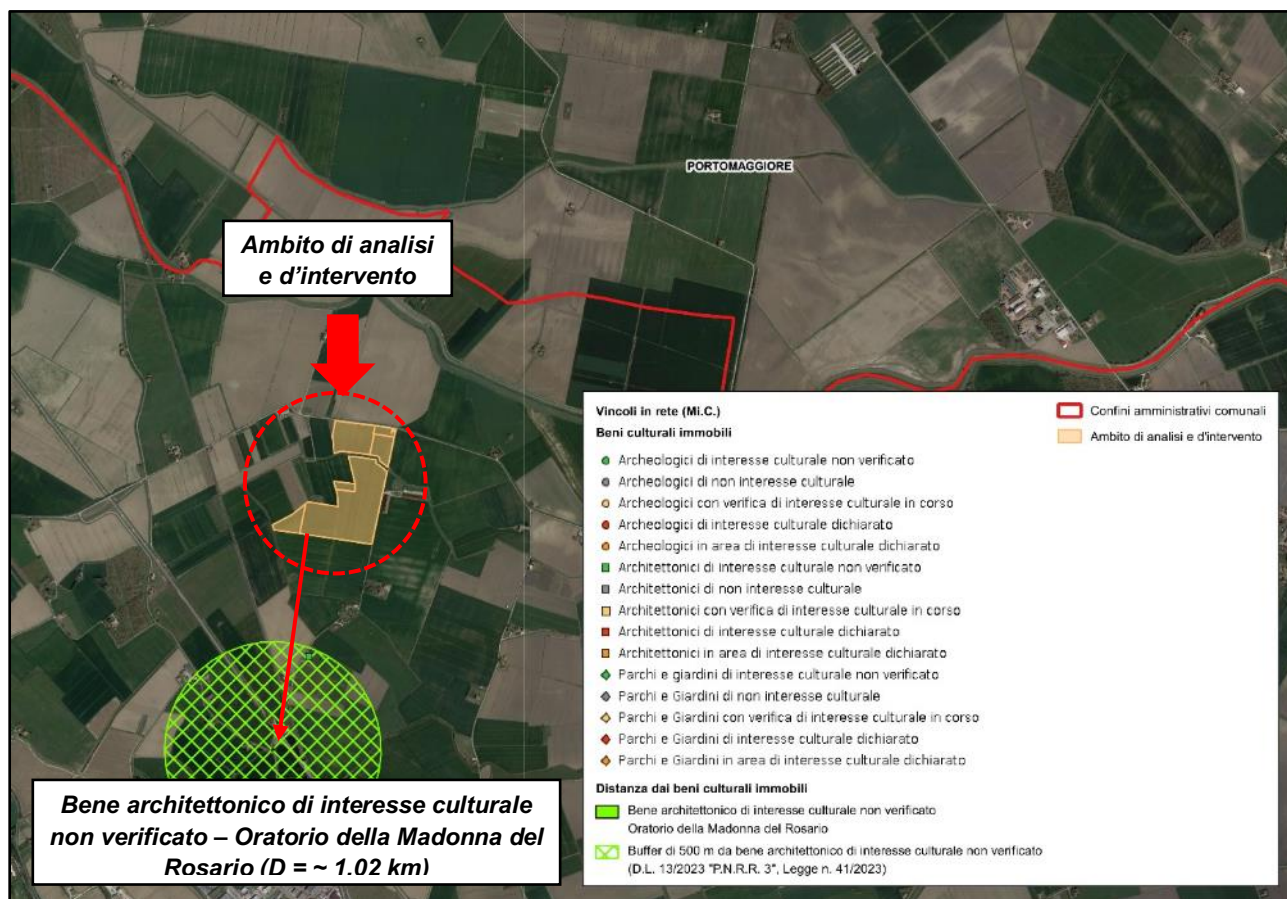 PORTOMAGGIORE
Ambito di analisi
e d'intervento
Vincoli in rete (Mi.C.)
Beni culturali immobili
Archeologici di interesse culturale non verificato
Archeologici di non interesse culturale
Archeologici con verifica di interesse culturale in corso
Archeologici di interesse culturale dichiarato
Archeologici in area di interesse culturale dichiarato
Architettonici di interesse culturale non verificato
Architettonici di non interesse culturale
Architettonici con verifica di interesse culturale in corso
Architettonici di interesse culturale dichiarato
Architettonici in area di interesse culturale dichiarato
Parchi e giardini di interesse culturale non verificato
Parchi e Giardini di non interesse culturale
Parchi e Giardini con verifica di interesse culturale in corso
Parchi e Giardini di interesse culturale dichiarato
Parchi e Giardini in area di interesse culturale dichiarato
Distanza dai beni culturali immobili
Bene architettonico di interesse culturale non verificato
Oratorio della Madonna del Rosario
Buffer di 500 m da bene architettonico di interesse culturale non verificato
(D.L. 13/2023 "P.N.R.R. 3", Legge n. 41/2023)
Confini amministrativi comunali
Ambito di analisi e d'intervento
Bene architettonico di interesse culturale
non verificato – Oratorio della Madonna del
Rosario (D = ~ 1.02 km)